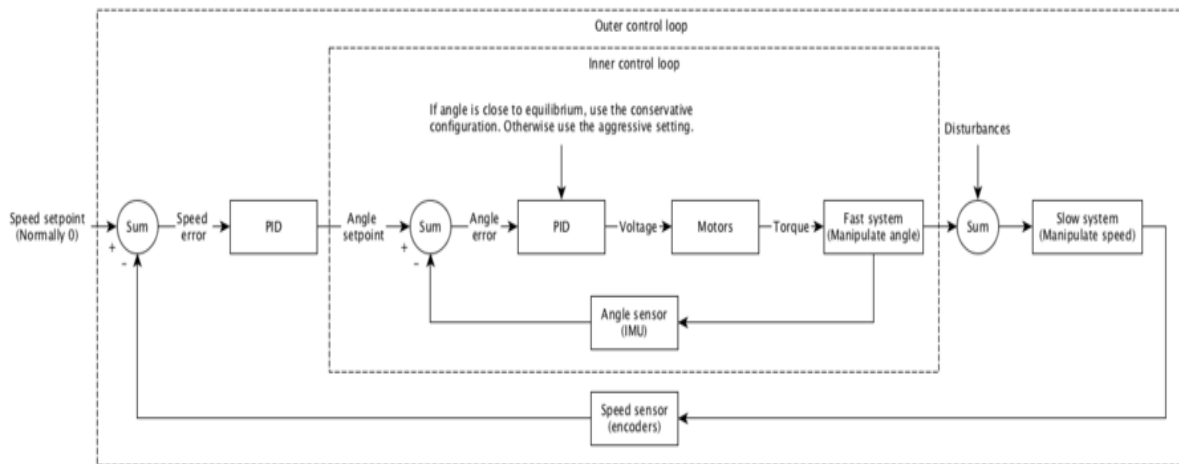 Outer control loop
Inner control loop
If angle is close to equilibrium, use the conservative
configuration. Otherwise use the aggressive setting.
Disturbances
Speed setpoint
(Normally 0)
+
-
Sum
Speed
error
PID
Angle
setpoint
+
-
Sum
Angle
error
PID
Voltage
Motors
Torque
Fast system
(Manipulate angle)
Sum
Slow system
(Manipulate speed)
Angle sensor
(IMU)
Speed sensor
(encoders)